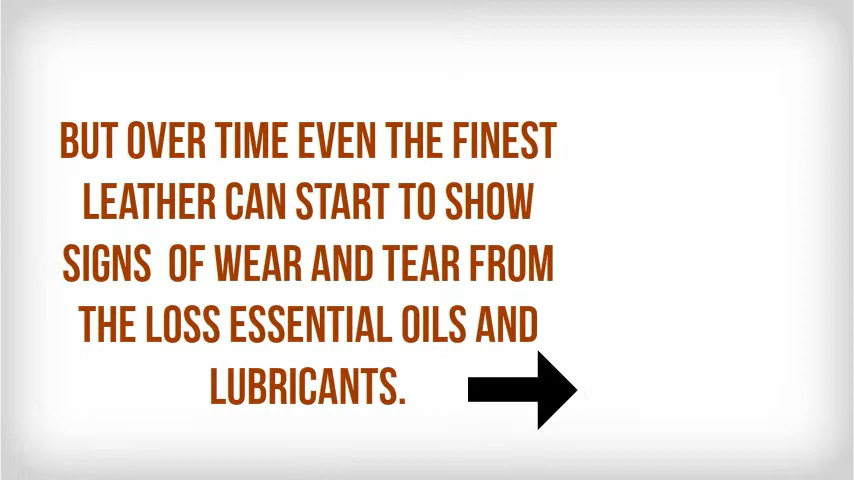 BUT OVER TIME EVEN THE FINEST
LEATHER CAN START TO SHOW
SIGNS OF WEAR AND TEAR FROM
THE LOSS ESSENTIAL OILS AND
LUBRICANTS.